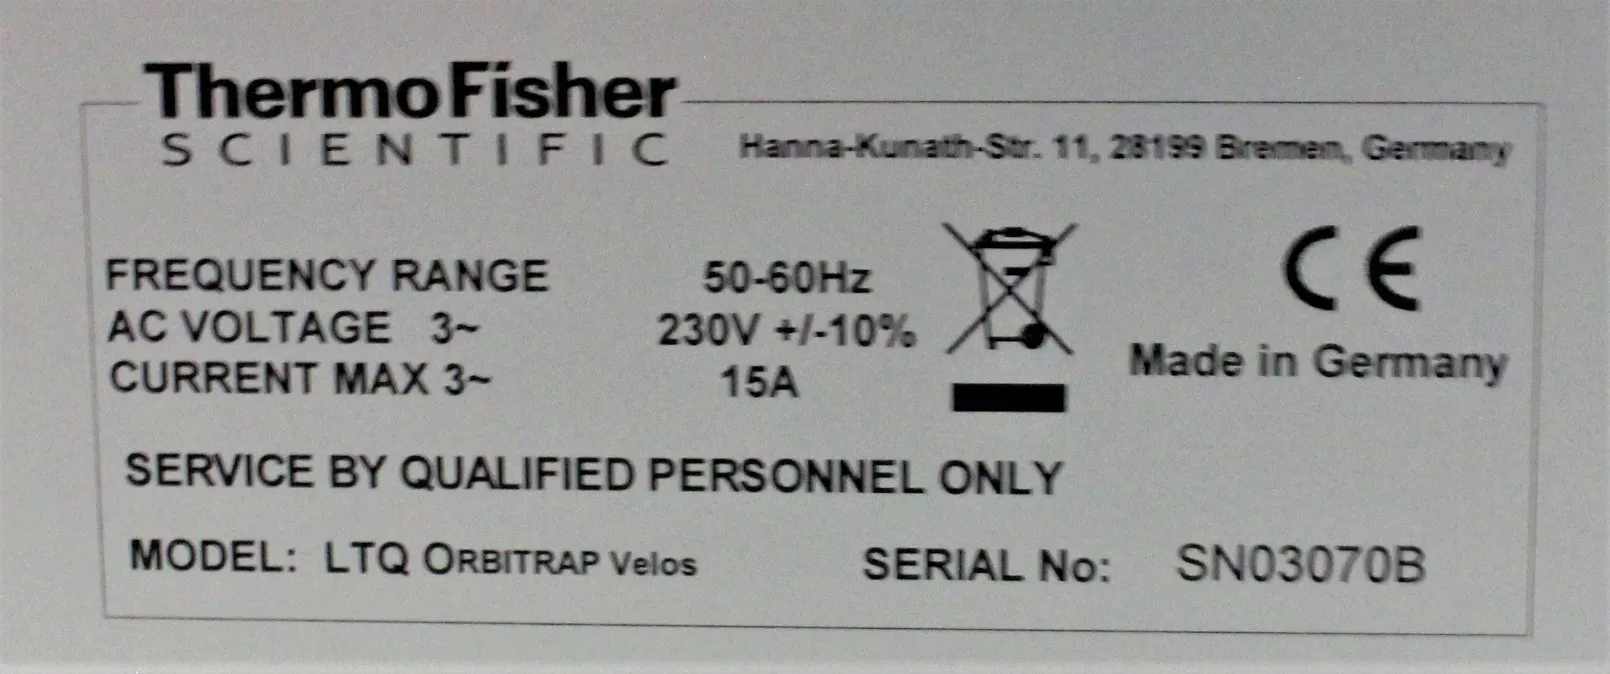 ThermoFisher
SCIENTIFIC
Hanna-Kunath-Str. 11, 28199 Bremen, Germany
FREQUENCY RANGE 50-60Hz
AC VOLTAGE 3~ 230V +/-10%
CURRENT MAX 3~ 15A
CE
Made in Germany
SERVICE BY QUALIFIED PERSONNEL ONLY
MODEL: LTQ ORBITRAP Velos SERIAL No: SN03070B